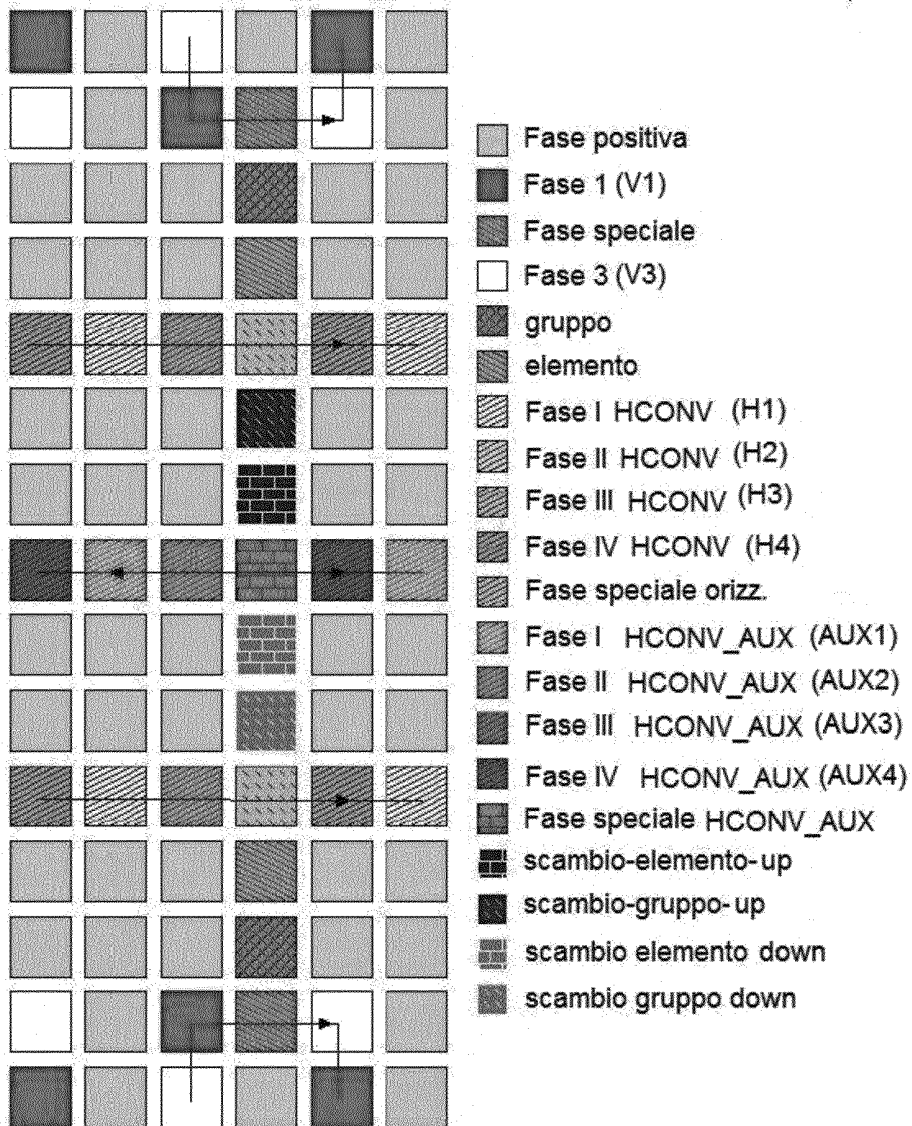 Fase positiva
Fase 1 (V1)
Fase speciale
Fase 3 (V3)
gruppo
elemento
Fase I HCONV (H1)
Fase II HCONV (H2)
Fase III HCONV (H3)
Fase IV HCONV (H4)
Fase speciale orizz.
Fase I HCONV_AUX (AUX1)
Fase II HCONV_AUX (AUX2)
Fase III HCONV_AUX (AUX3)
Fase IV HCONV_AUX (AUX4)
Fase speciale HCONV_AUX
scambio-elemento-up
scambio-gruppo-up
scambio elemento down
scambio gruppo down